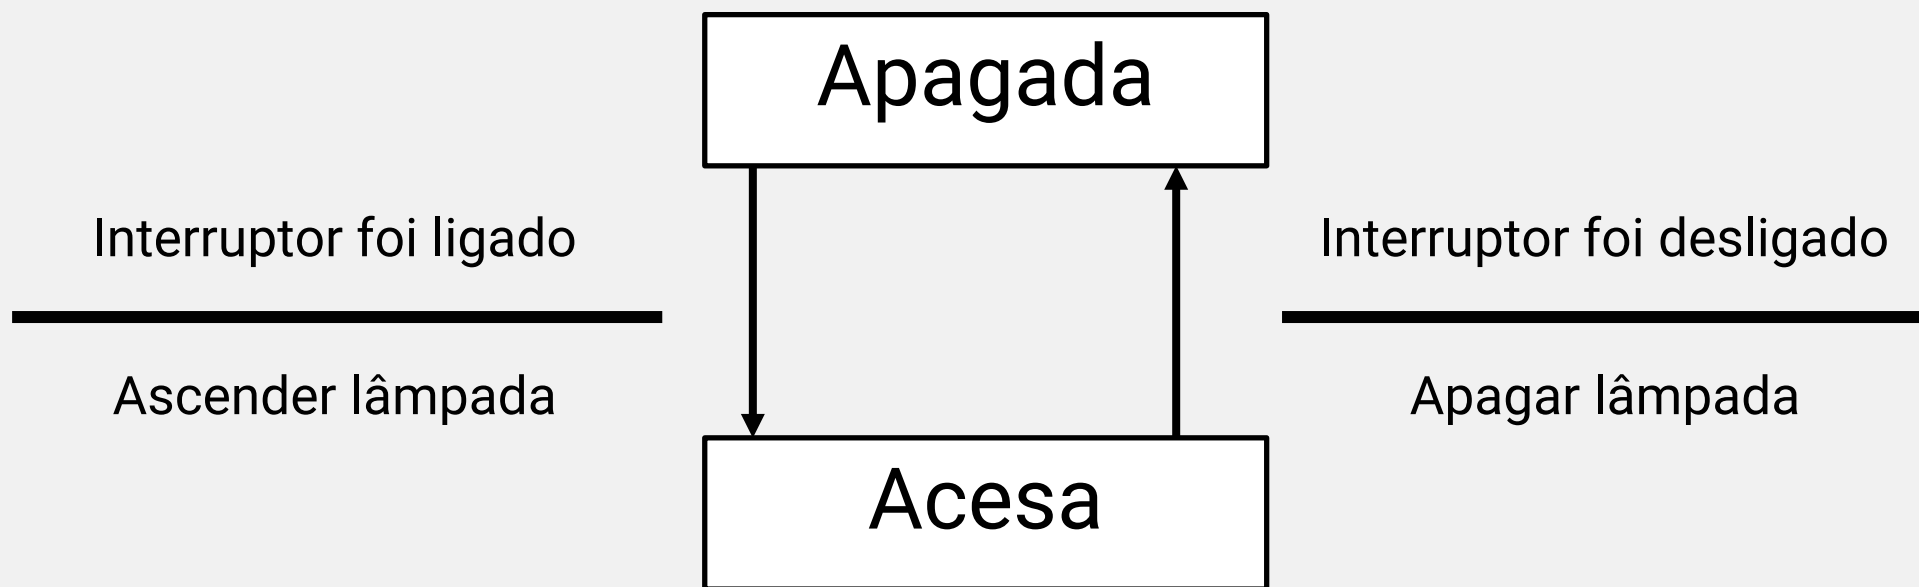 Apagada
Interruptor foi ligado
Interruptor foi desligado
Ascender lâmpada
Apagar lâmpada
Acesa